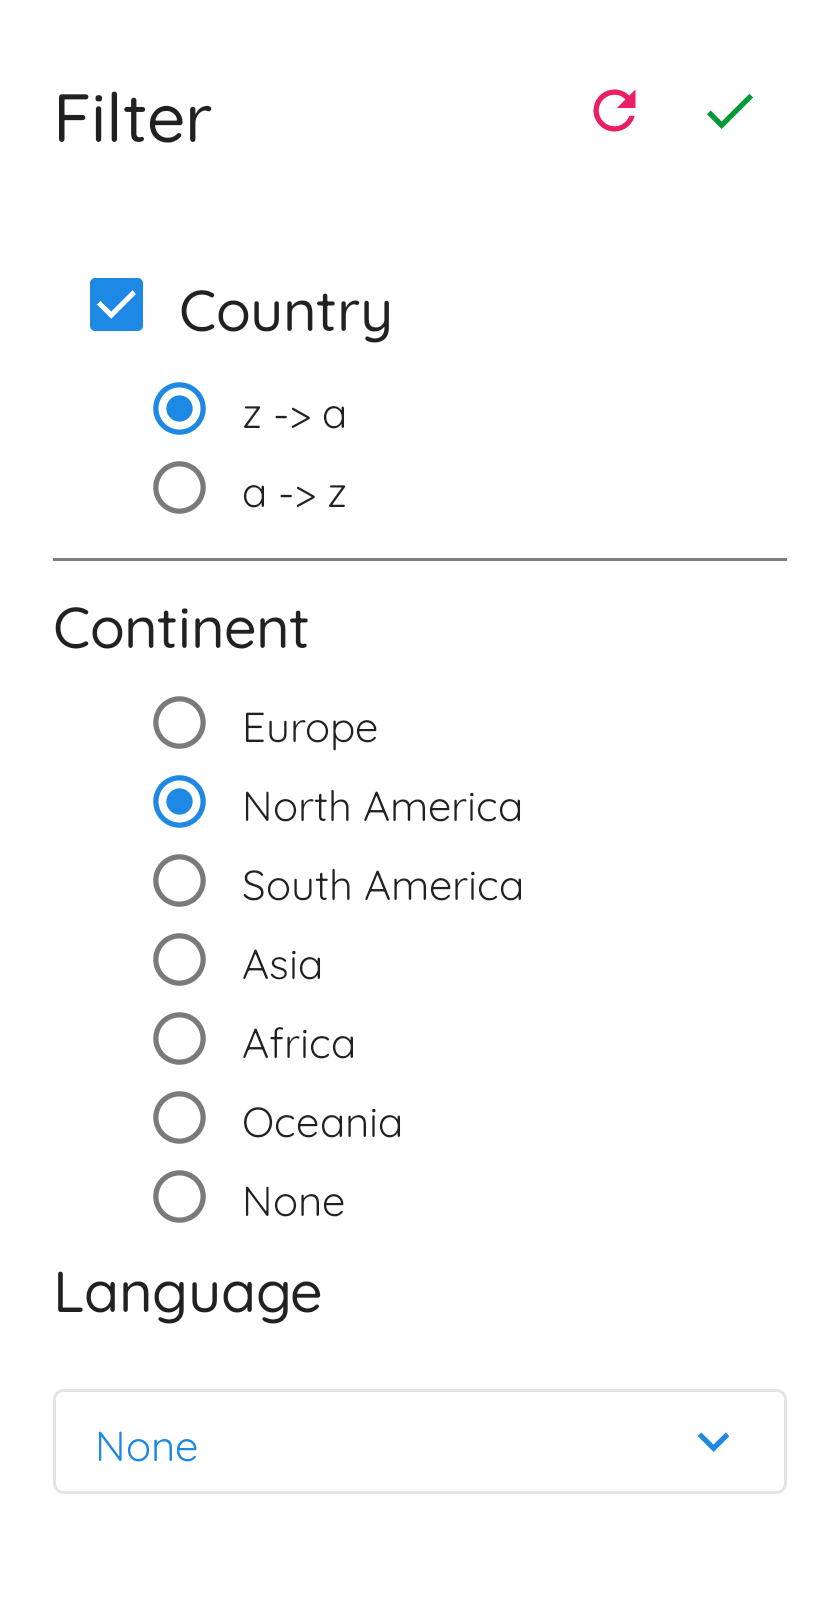 Filter
Country
z -> a
a -> z
Continent
Europe
North America
South America
Asia
Africa
Oceania
None
Language
None